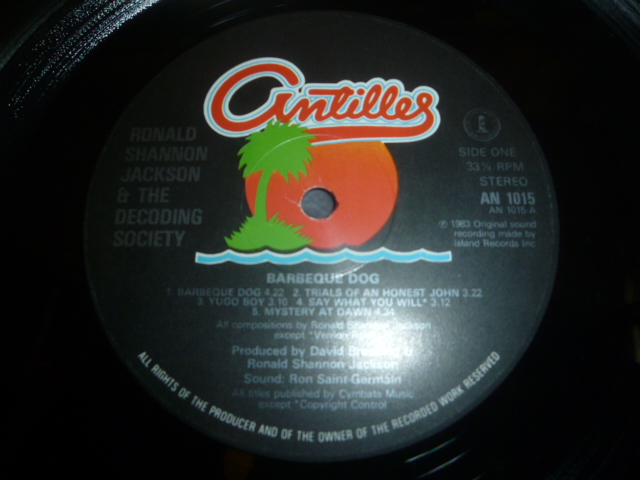 Antilles
RONALD
SHANNON
JACKSON
& THE
DECODING
SOCIETY
SIDE ONE
33⅓ RPM
STEREO
AN 1015
AN 1015-A
℗ 1983 Original sound
recording made by
Island Records Inc
BARBEQUE DOG
1. BARBEQUE DOG 4.22 2. TRIALS OF AN HONEST JOHN 3.22
3. YUGO BOY 3.10 4. SAY WHAT YOU WILL* 3.12
5. MYSTERY AT DAWN 4.34
All compositions by Ronald Shannon Jackson
except *Vernon
Produced by David &
Ronald Shannon Jackson
Sound: Ron Saint-Germain
All titles published by Cymbals Music
except *Copyright Control
ALL RIGHTS OF THE PRODUCER AND OF THE OWNER OF THE RECORDED WORK RESERVED